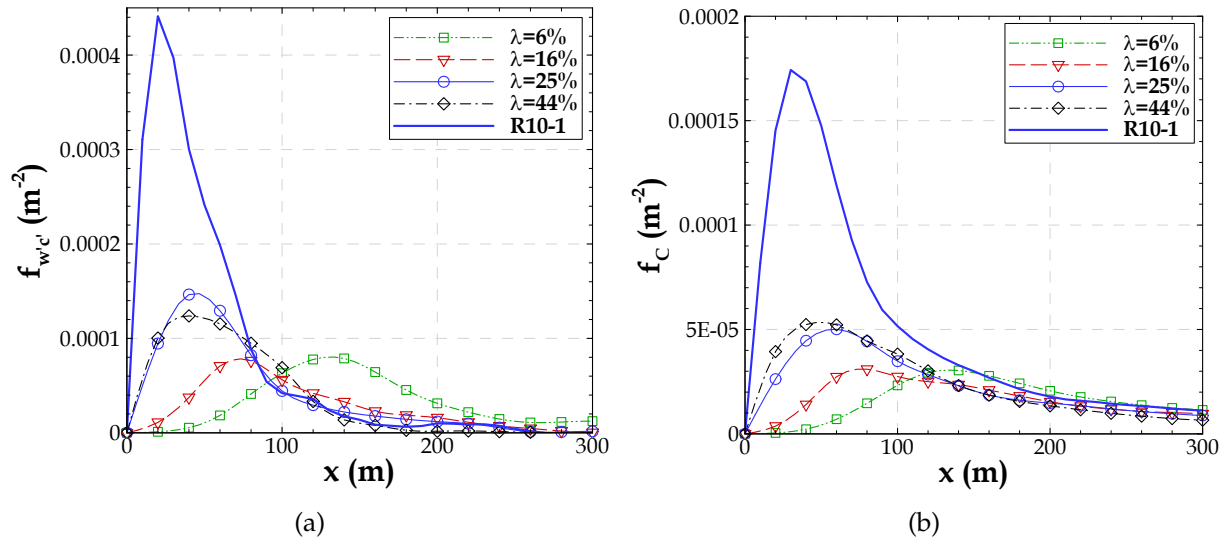 f_w'c' (m⁻²)
0.0004
0.0003
0.0002
0.0001
0
0 100 200 300
x (m)
λ=6%
λ=16%
λ=25%
λ=44%
R10-1
(a)
f_C (m⁻²)
0.0002
0.00015
0.0001
5E-05
0
0 100 200 300
x (m)
λ=6%
λ=16%
λ=25%
λ=44%
R10-1
(b)